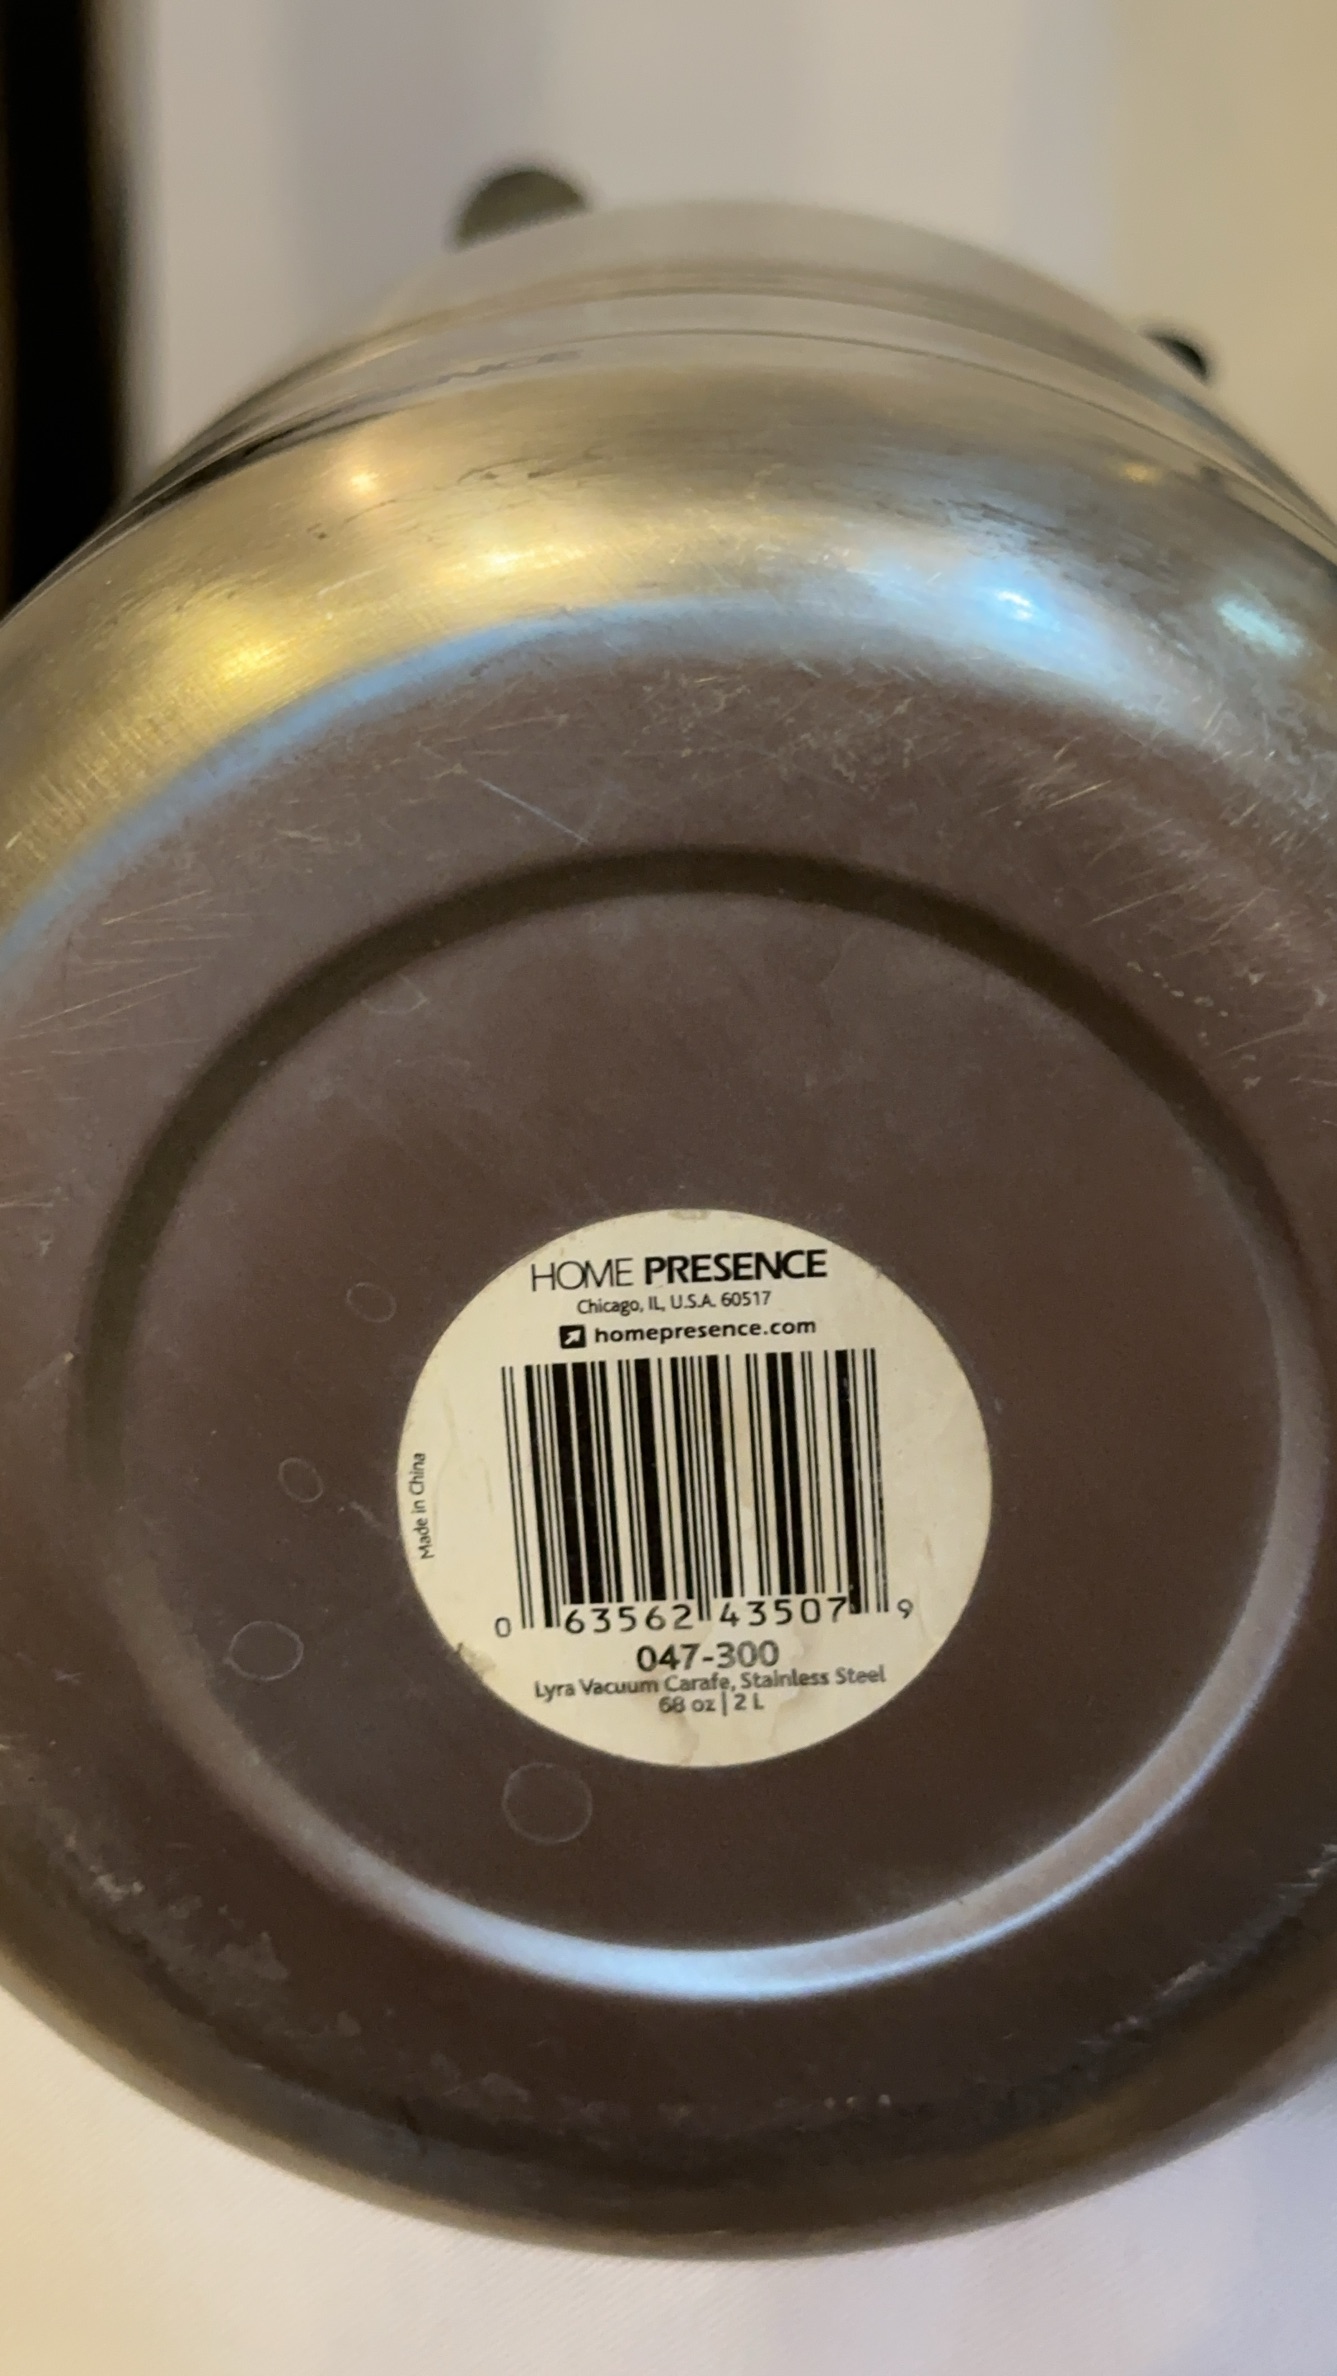 HOME PRESENCE
Chicago, IL, U.S.A. 60517
homepresence.com
Made in China
0 63562 43507 9
047-300
Lyra Vacuum Carafe, Stainless Steel
68 oz | 2 L